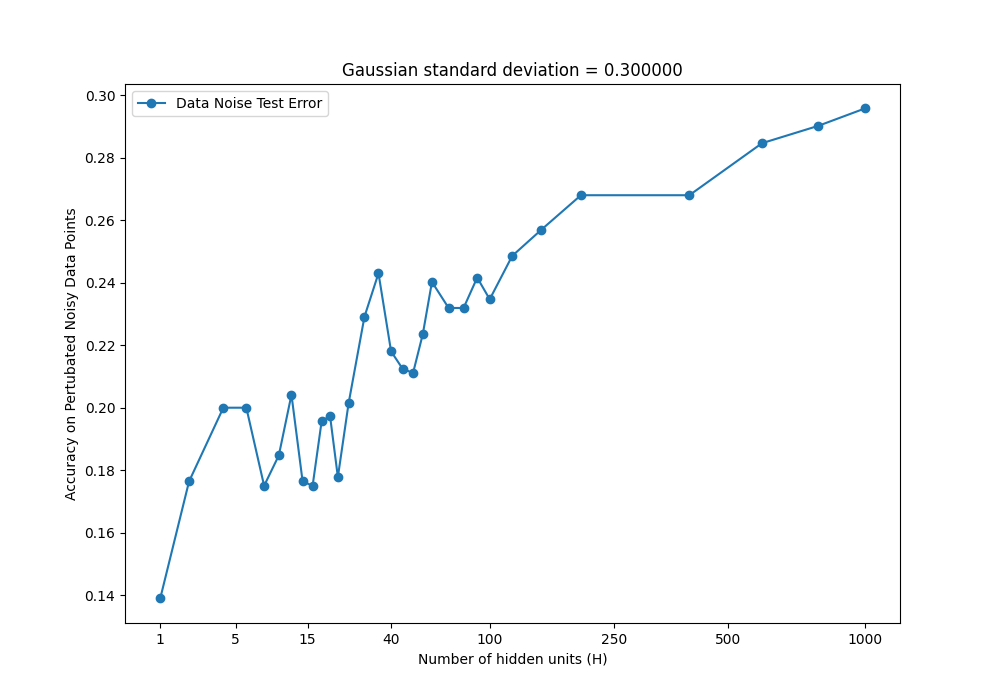 Gaussian standard deviation = 0.300000
Data Noise Test Error
Accuracy on Pertubated Noisy Data Points
0.30
0.28
0.26
0.24
0.22
0.20
0.18
0.16
0.14
1 5 15 40 100 250 500 1000
Number of hidden units (H)